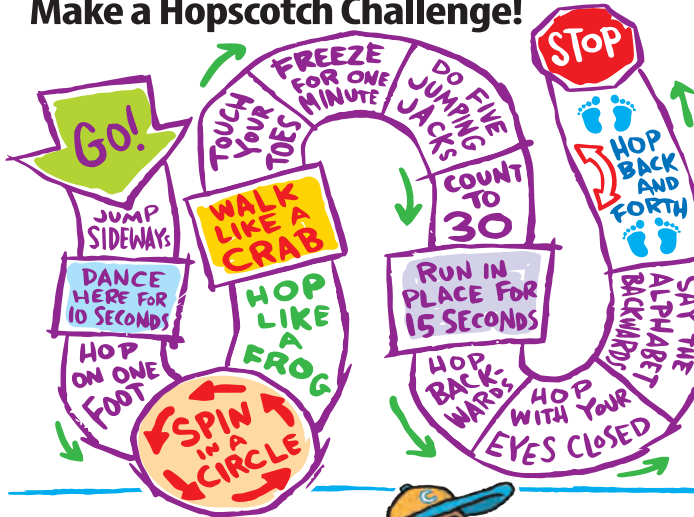 Make a Hopscotch Challenge!
GO!
JUMP
SIDEWAYS
DANCE
HERE FOR
10 SECONDS
HOP
ON ONE
FOOT
SPIN
IN A
CIRCLE
HOP
LIKE
A
FROG
WALK
LIKE A
CRAB
TOUCH
YOUR
TOES
FREEZE
FOR ONE
MINUTE
DO FIVE
JUMPING
JACKS
COUNT
TO
30
RUN IN
PLACE FOR
15 SECONDS
HOP
BACK-
WARDS
HOP
WITH YOUR
EYES CLOSED
SAY THE
ALPHABET
BACKWARDS
HOP
BACK
AND
FORTH
STOP
C